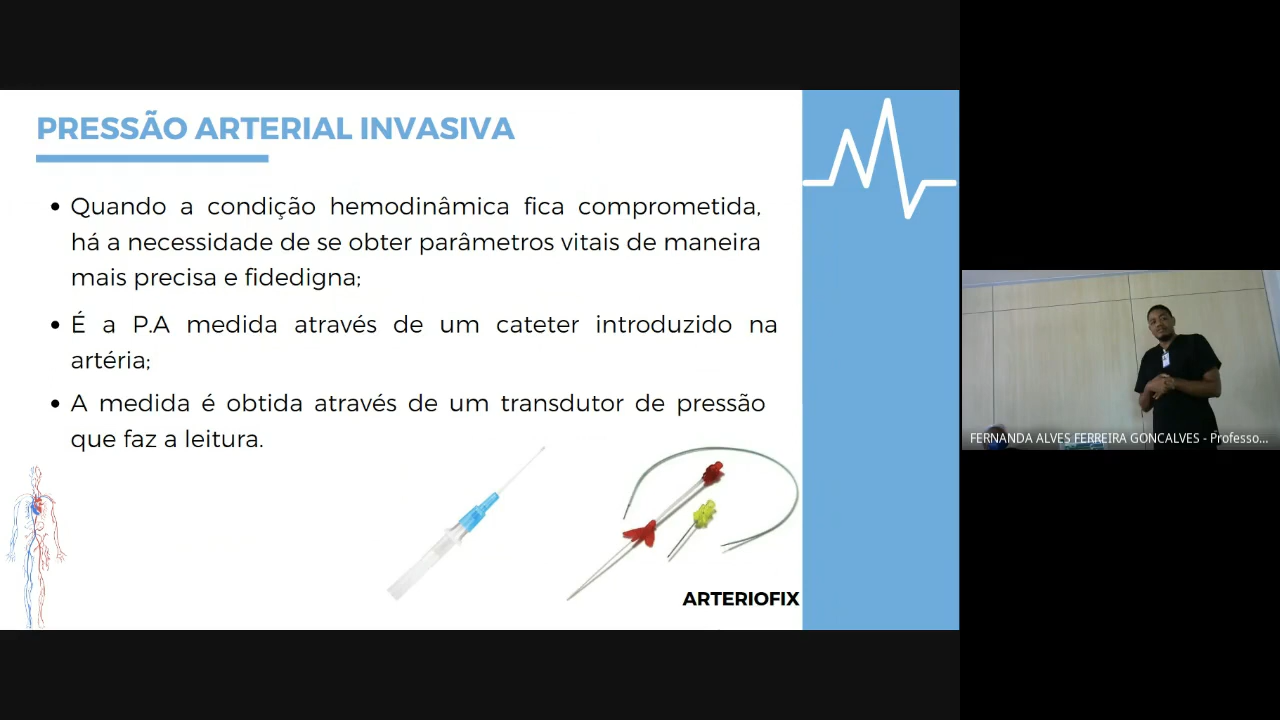 PRESSÃO ARTERIAL INVASIVA
Quando a condição hemodinâmica fica comprometida,
há a necessidade de se obter parâmetros vitais de maneira
mais precisa e fidedigna;
É a P.A medida através de um cateter introduzido na
artéria;
A medida é obtida através de um transdutor de pressão
que faz a leitura.
ARTERIOFIX
FERNANDA ALVES FERREIRA GONCALVES - Professo...